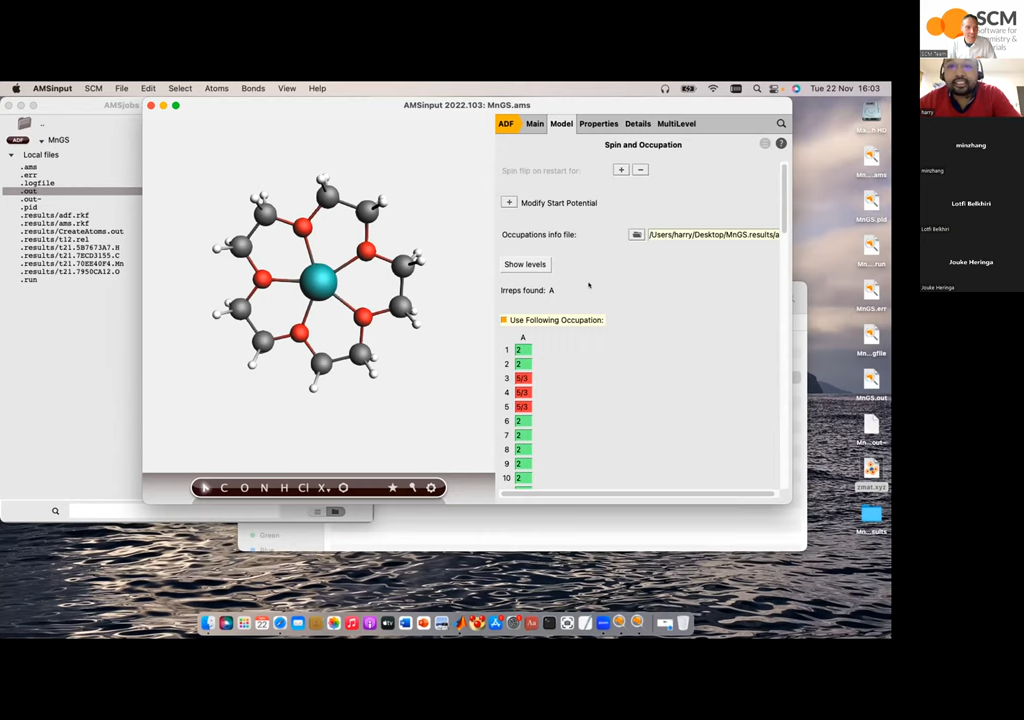 SCM
Software for
Chemistry &
Materials
SCM Team
harry
minzhang
minzhang
Lotfi Belkhiri
Lotfi Belkhiri
Jouke Heringa
Jouke Heringa
AMSinput SCM File Edit Select Atoms Bonds View Help
Tue 22 Nov 16:03
AMSjobs
AMSinput 2022.103: MnGS.ams
..
ADF MnGS
Local files
.ams
.err
.logfile
.out
.out~
.pid
.results/adf.rkf
.results/ams.rkf
.results/CreateAtoms.out
.results/t12.rel
.results/t21.5B7673A7.H
.results/t21.7ECD3155.C
.results/t21.70EE40F4.Mn
.results/t21.7950CA12.O
.run
ADF Main Model Properties Details MultiLevel
Spin and Occupation
?
Spin flip on restart for: + −
+ Modify Start Potential
Occupations info file: /Users/harry/Desktop/MnGS.results/a
Show levels
Irreps found: A
Use Following Occupation:
A
1 2
2 2
3 5/3
4 5/3
5 5/3
6 2
7 2
8 2
9 2
10 2
C O N H Cl X
Green
MnGS.pid
MnGS.err
MnGS.out
zmat.xyz